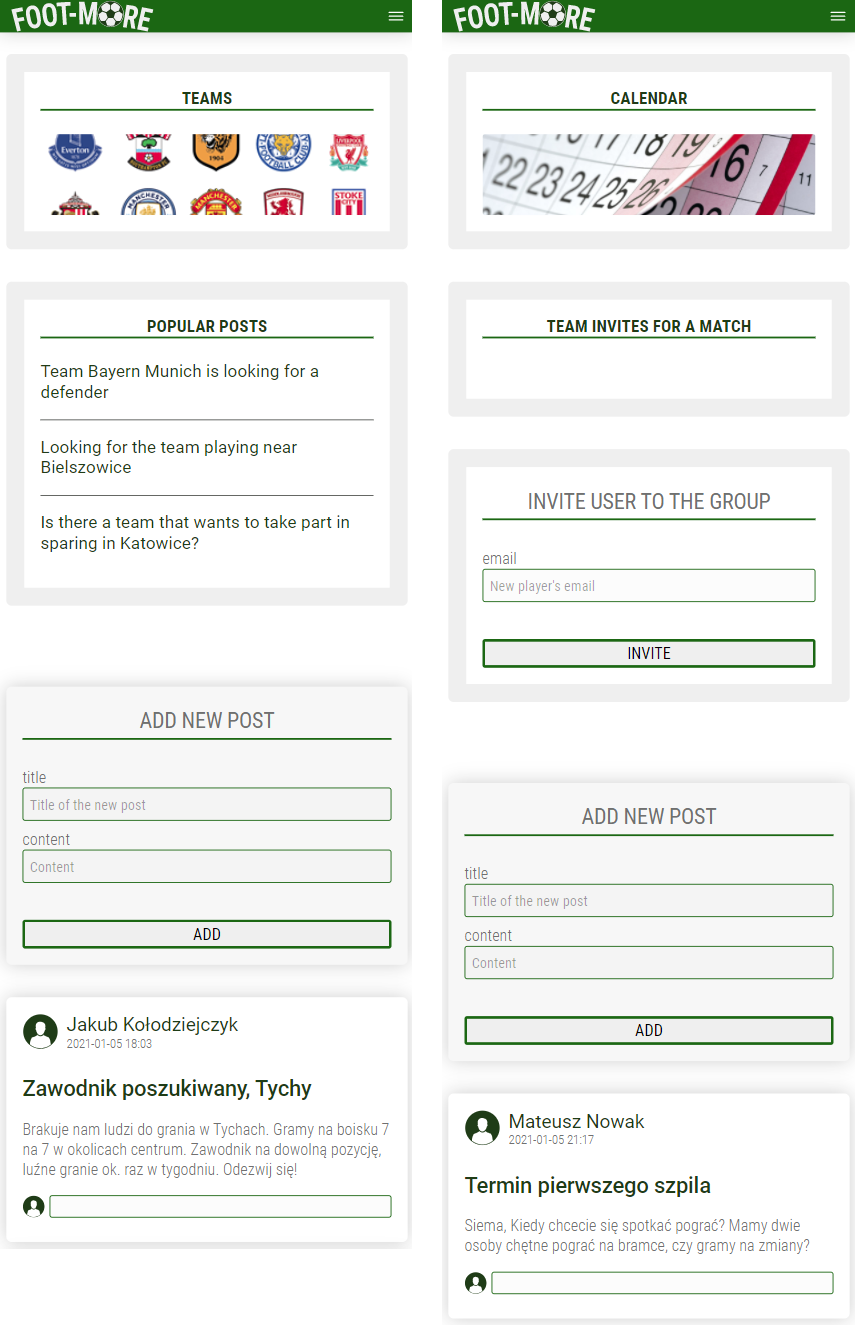 FOOT-MORE
TEAMS
Everton
1904
LEICESTER
FOOTBALL CLUB
LIVERPOOL
MANCHESTER
MANCHESTER
STOKE
CITY
POPULAR POSTS
Team Bayern Munich is looking for a
defender
Looking for the team playing near
Bielszowice
Is there a team that wants to take part in
sparing in Katowice?
ADD NEW POST
title
Title of the new post
content
Content
ADD
Jakub Kołodziejczyk
2021-01-05 18:03
Zawodnik poszukiwany, Tychy
Brakuje nam ludzi do grania w Tychach. Gramy na boisku 7
na 7 w okolicach centrum. Zawodnik na dowolną pozycję,
luźne granie ok. raz w tygodniu. Odezwij się!
FOOT-MORE
CALENDAR
17 18 19
16 7 11
22 23 24 25 26
TEAM INVITES FOR A MATCH
INVITE USER TO THE GROUP
email
New player's email
INVITE
ADD NEW POST
title
Title of the new post
content
Content
ADD
Mateusz Nowak
2021-01-05 21:17
Termin pierwszego szpila
Siema, Kiedy chcecie się spotkać pograć? Mamy dwie
osoby chętne pograć na bramce, czy gramy na zmiany?